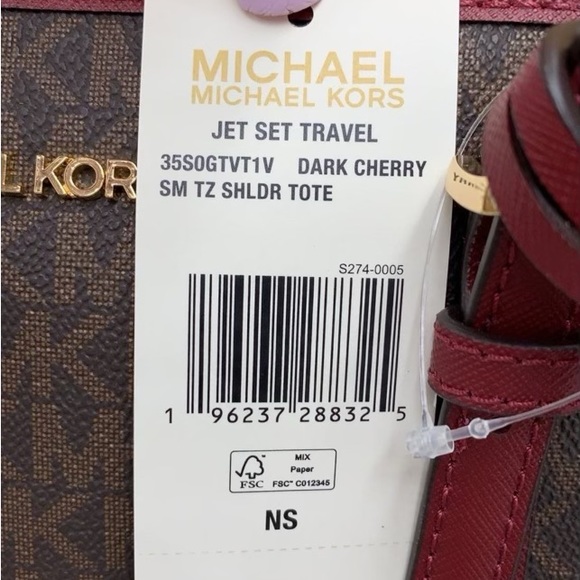 MICHAEL
MICHAEL KORS
JET SET TRAVEL
35S0GTVT1V DARK CHERRY
SM TZ SHLDR TOTE
L KOR
S274-0005
1 96237 28832 5
FSC
MIX
Paper
FSC™ C012345
NS